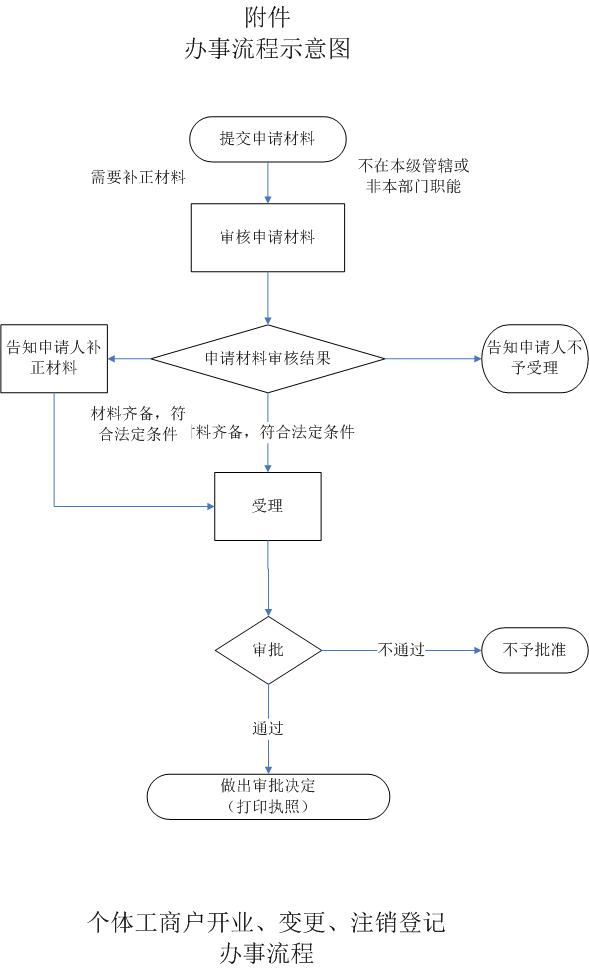 附件
办事流程示意图
提交申请材料
需要补正材料
不在本级管辖或
非本部门职能
审核申请材料
告知申请人补
正材料
申请材料审核结果
告知申请人不
予受理
材料齐备，符
合法定条件
料齐备，符合法定条件
受理
审批
不通过
不予批准
通过
做出审批决定
（打印执照）
个体工商户开业、变更、注销登记
办事流程